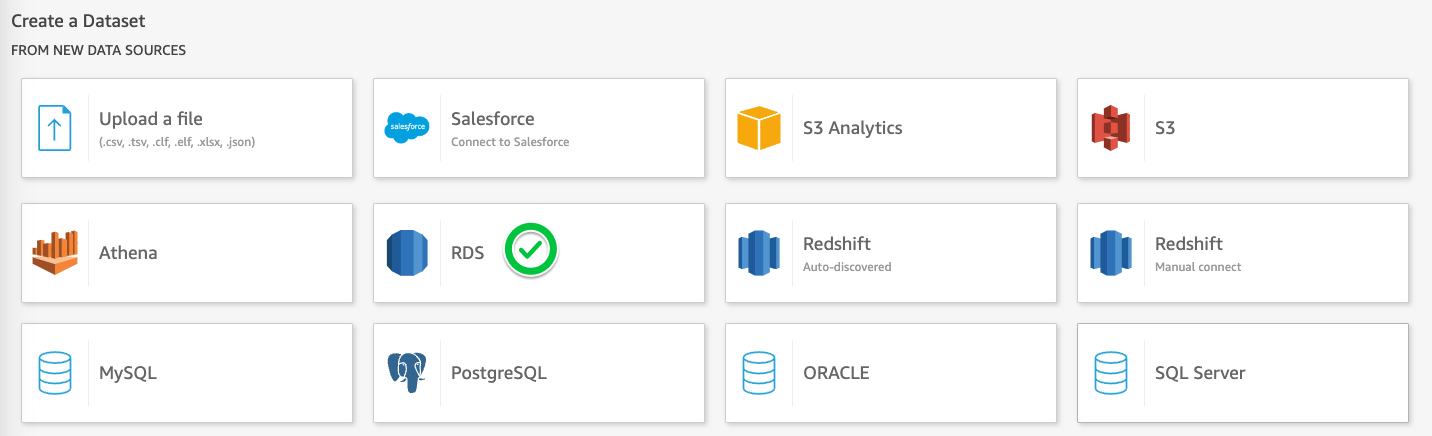 Create a Dataset
FROM NEW DATA SOURCES
Upload a file
(.csv, .tsv, .clf, .elf, .xlsx, .json)
salesforce
Salesforce
Connect to Salesforce
S3 Analytics
S3
Athena
RDS
Redshift
Auto-discovered
Redshift
Manual connect
MySQL
PostgreSQL
ORACLE
SQL Server